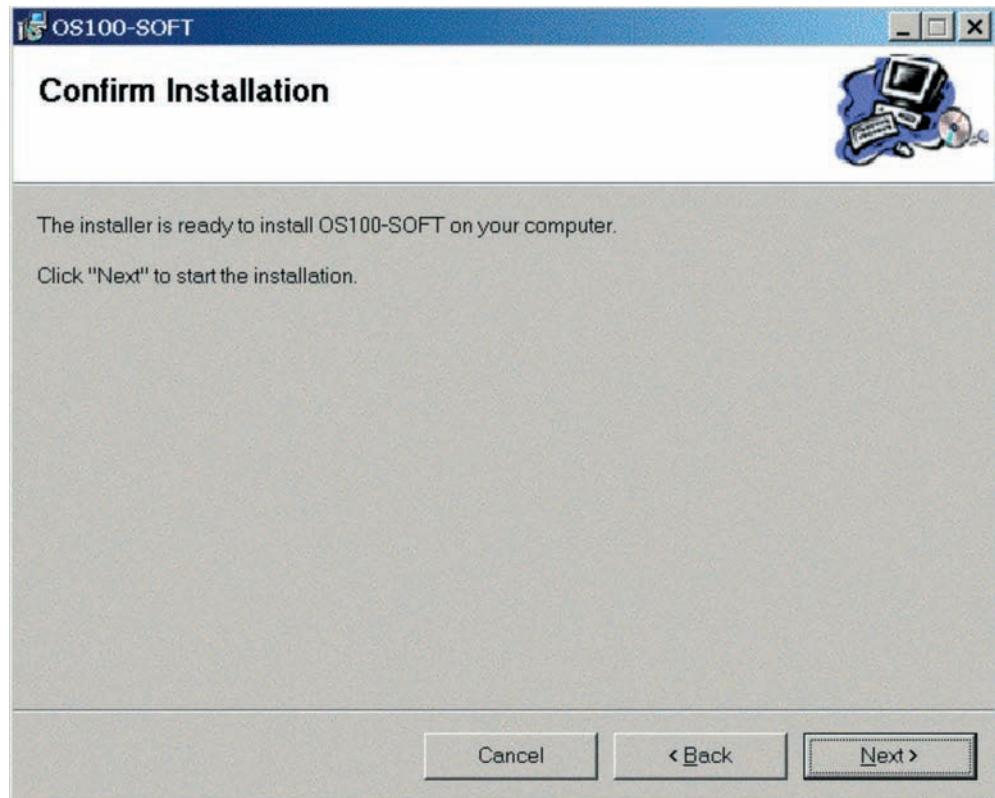 OS100-SOFT
Confirm Installation
The installer is ready to install OS100-SOFT on your computer.
Click "Next" to start the installation.
Cancel
< Back
Next >